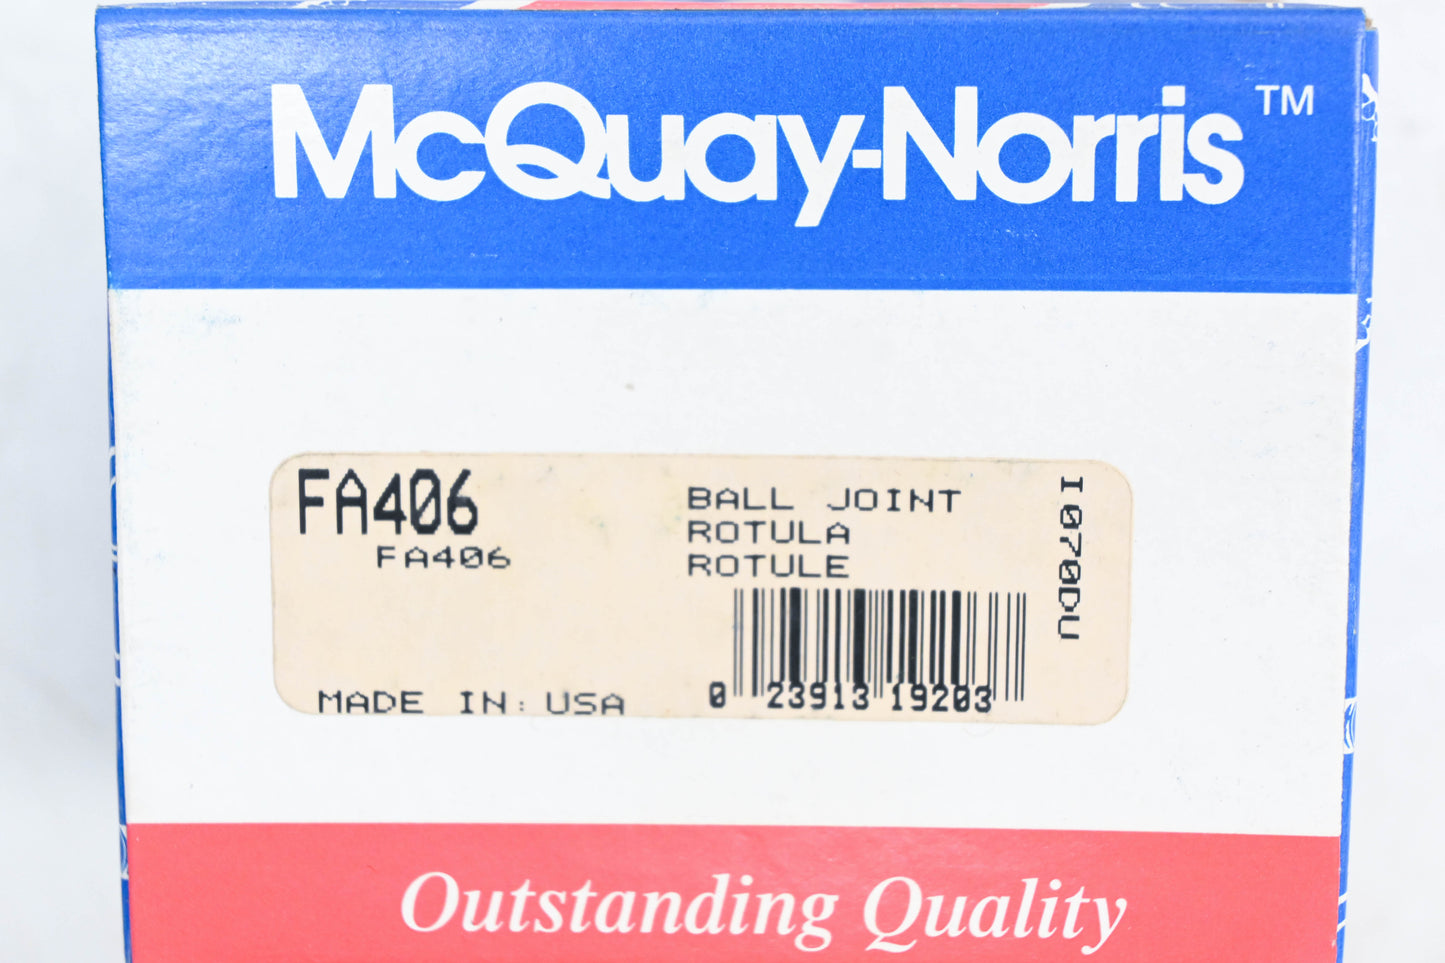 McQuay-Norris™
FA406
FA406
BALL JOINT
ROTULA
ROTULE
I070DU
MADE IN: USA
0 23913 19203
Outstanding Quality